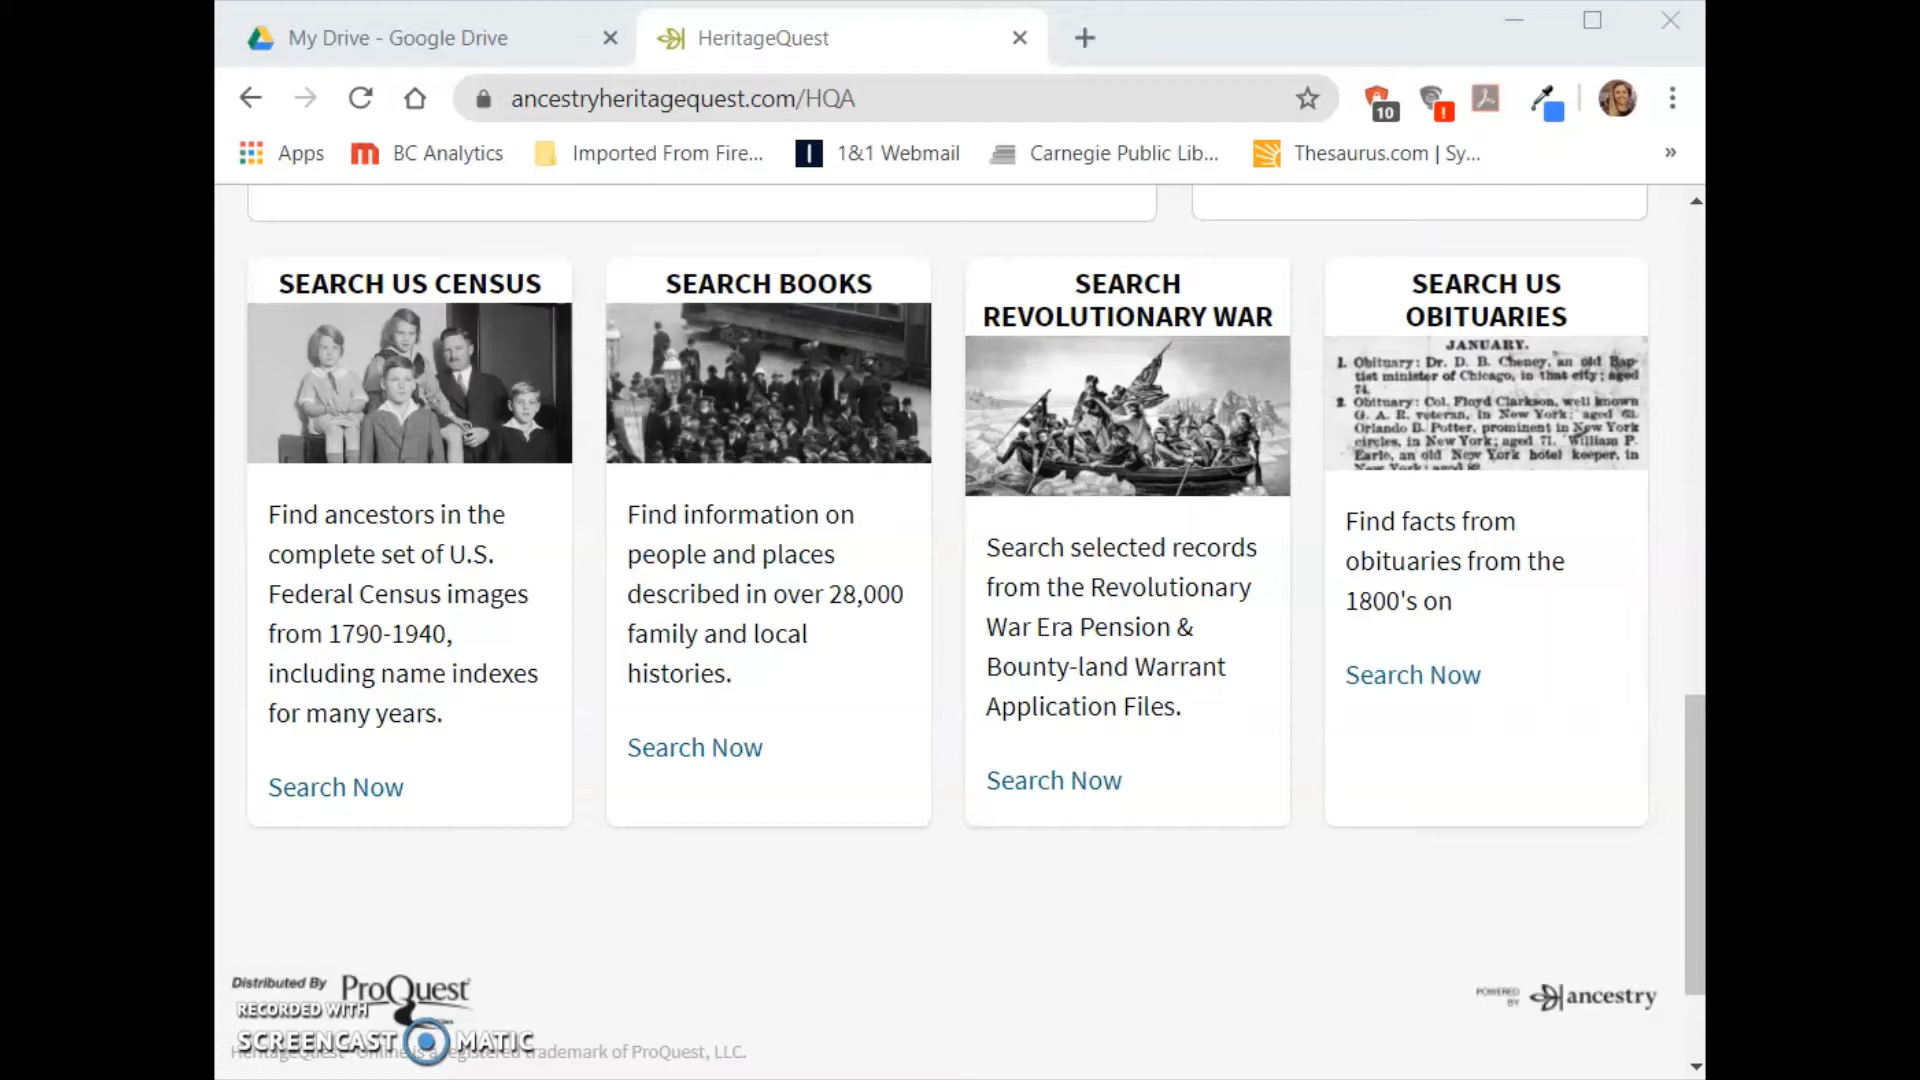 My Drive - Google Drive
HeritageQuest
ancestryheritagequest.com/HQA
10
!
Apps
BC Analytics
Imported From Fire...
1&1 Webmail
Carnegie Public Lib...
Thesaurus.com | Sy...
»
SEARCH US CENSUS
Find ancestors in the
complete set of U.S.
Federal Census images
from 1790-1940,
including name indexes
for many years.
Search Now
SEARCH BOOKS
Find information on
people and places
described in over 28,000
family and local
histories.
Search Now
SEARCH
REVOLUTIONARY WAR
Search selected records
from the Revolutionary
War Era Pension &
Bounty-land Warrant
Application Files.
Search Now
SEARCH US
OBITUARIES
JANUARY.
1. Obituary: Dr. D. B. Cheney, an old Bap-
tist minister of Chicago, in that city; aged
74.
2. Obituary: Col. Floyd Clarkson, well known
G. A. R. veteran, in New York; aged 63.
Orlando B. Potter, prominent in New York
circles, in New York; aged 71. William P.
Earle, an old New York hotel keeper, in
New York; aged
Find facts from
obituaries from the
1800's on
Search Now
Distributed By ProQuest
RECORDED WITH
SCREENCAST MATIC
HeritageQuest Online is a registered trademark of ProQuest, LLC.
POWERED
BY
ancestry